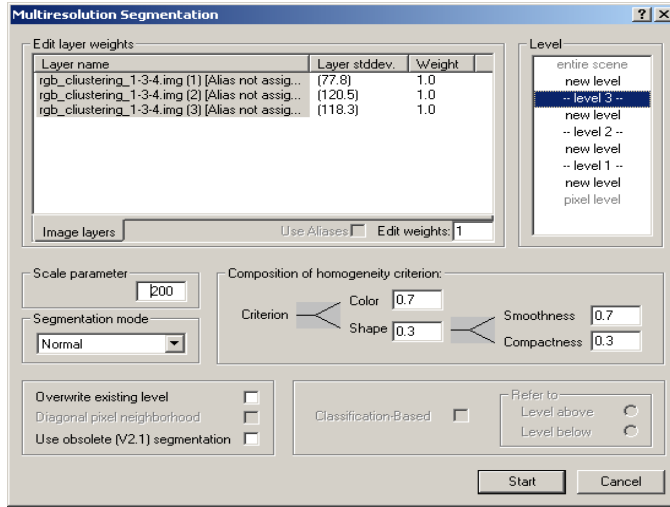 Multiresolution Segmentation
Edit layer weights
Layer name Layer stddev. Weight
rgb_cliustering_1-3-4.img (1) [Alias not assig... (77.8) 1.0
rgb_cliustering_1-3-4.img (2) [Alias not assig... (120.5) 1.0
rgb_cliustering_1-3-4.img (3) [Alias not assig... (118.3) 1.0
Image layers Use Aliases Edit weights: 1
Level
entire scene
new level
-- level 3 --
new level
-- level 2 --
new level
-- level 1 --
new level
pixel level
Scale parameter
200
Segmentation mode
Normal
Composition of homogeneity criterion:
Criterion
Color 0.7
Shape 0.3
Smoothness 0.7
Compactness 0.3
Overwrite existing level
Diagonal pixel neighborhood
Use obsolete (V2.1) segmentation
Classification-Based
Refer to
Level above
Level below
Start Cancel